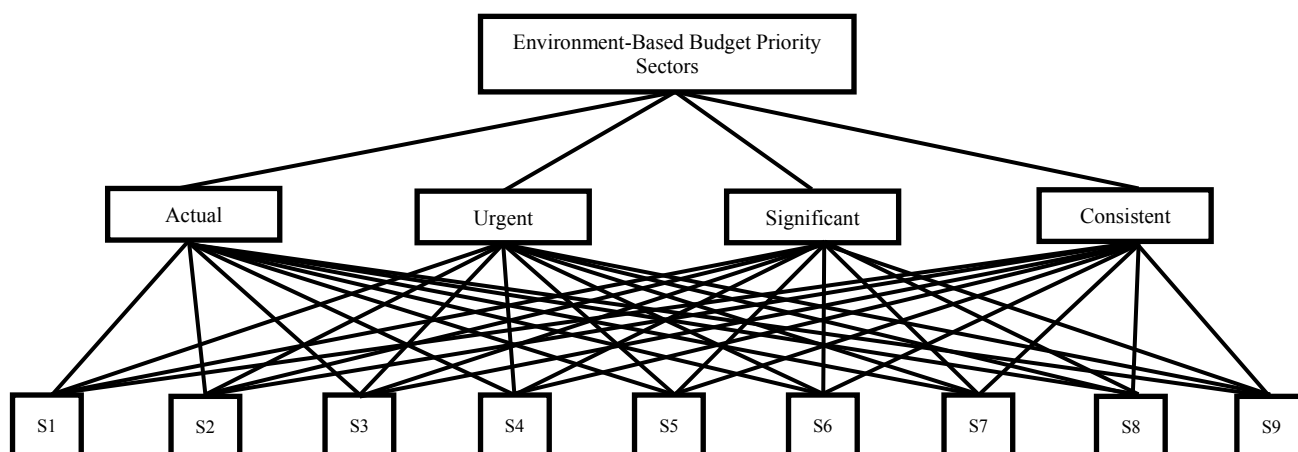 Environment-Based Budget Priority
Sectors
Actual
Urgent
Significant
Consistent
S1
S2
S3
S4
S5
S6
S7
S8
S9